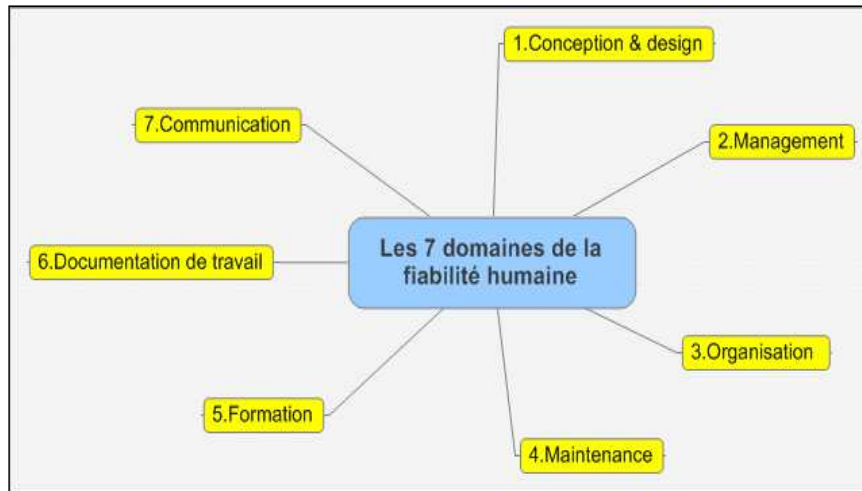 Les 7 domaines de la
fiabilité humaine
1.Conception & design
2.Management
3.Organisation
4.Maintenance
5.Formation
6.Documentation de travail
7.Communication